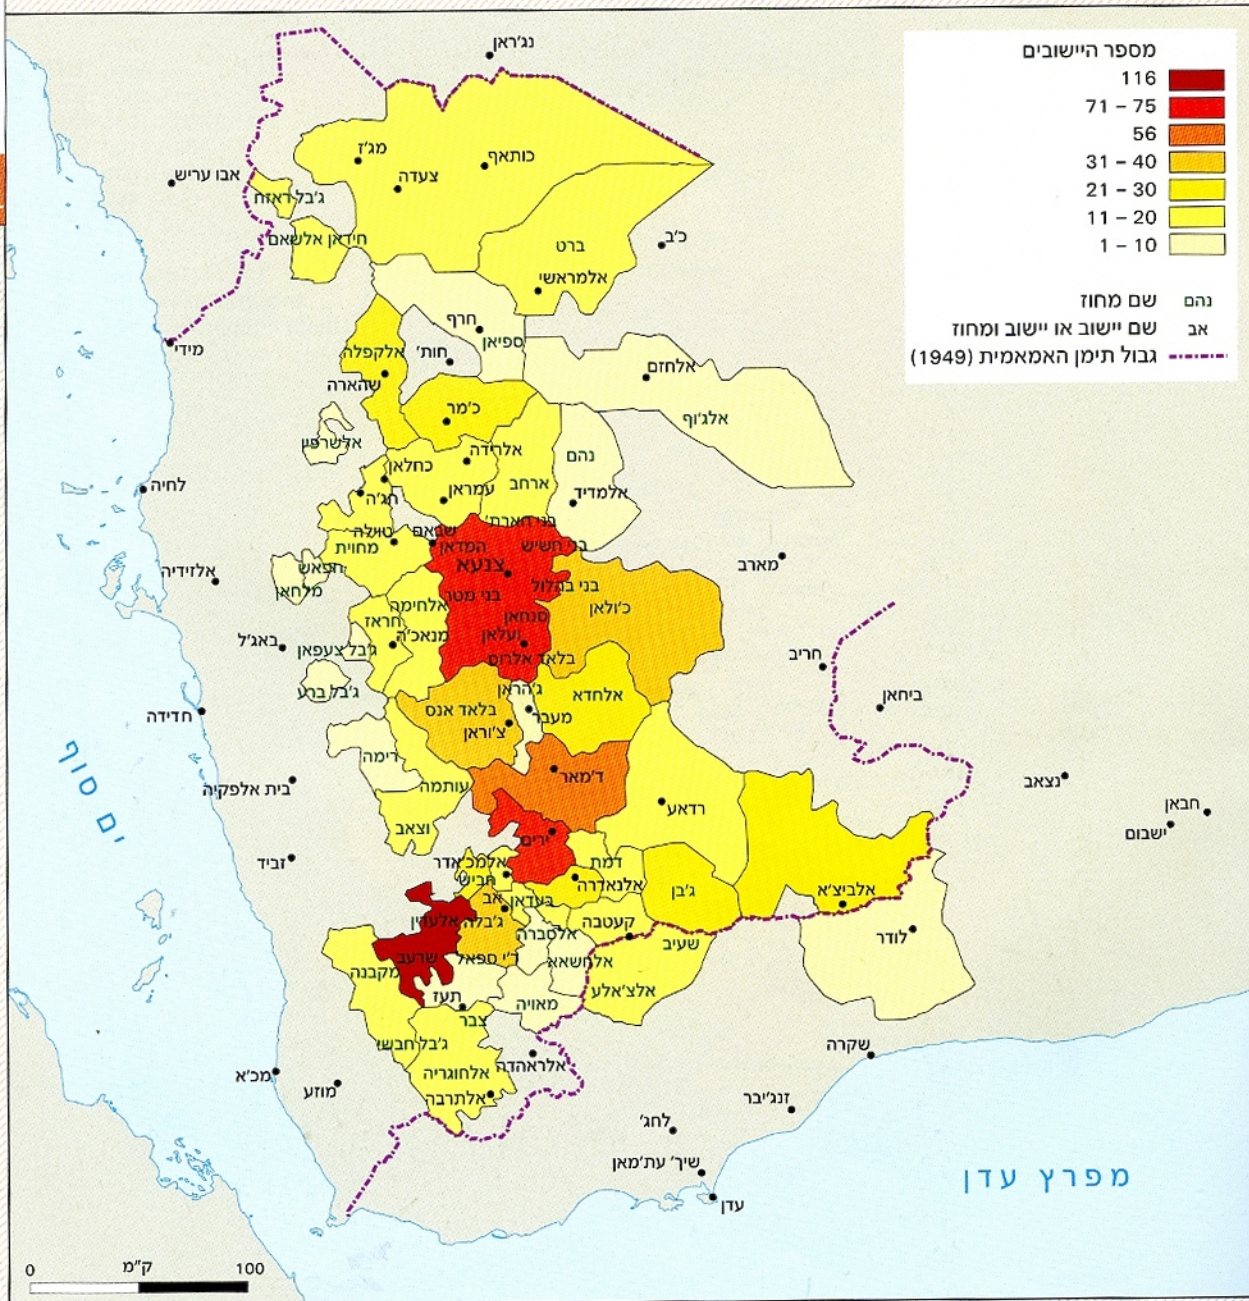 מספר היישובים
116
71 – 75
56
31 – 40
21 – 30
11 – 20
1 – 10
נהם שם מחוז
אב שם יישוב או יישוב ומחוז
גבול תימן האמאמית (1949)
נג'ראן
מג'ז
כותאף
צעדה
אבו עריש
ג'בל ראזח
חידאן אלשאם
ברט
כ'ב
אלמראשי
מידי
חרף
ספיאן
חות'
אלקפלה
שהארה
אלחזם
אלג'וף
כ'מר
אלשרפין
אלרידה
נהם
כחלאן
ארחב
לחיה
חג'ה
עמראן
אלמדיד
בני חארת'
טוילה
שבאם
מחוית
המדאן
בני חשיש
צנעא
מארב
חפאש
מלחאן
אלזידיה
בני בהלול
בני מטר
כ'ולאן
אלחימה
חראז
סנחאן
מנאכ'ה
ועלאן
באג'ל
ג'בל צעפאן
בלאד אלרוס
חריב
ג'בל ברע
ג'הראן
אלחדא
ביחאן
בלאד אנס
מעבר
צ'וראן
חדידה
רימה
ד'מאר
עותמה
בית אלפקיה
רדאע
נצאב
חבאן
ישבום
וצאב
ירים
זביד
אלמכ'אדר
חביש
דמת
אלנאדרה
ג'בן
אלביצ'א
אב
בעדאן
אלעדין
ג'בלה
קעטבה
אלסברה
שעיב
לודר
שרעב
ד'י ספאל
אלחשאא
מקבנה
אלצ'אלע
תעז
מאויה
צבר
ג'בל חבשי
שקרה
אלראהדה
אלחוגריה
מכ'א
מוזע
אלתרבה
זנג'יבר
לחג'
שיך' עת'מאן
עדן
ים סוף
מפרץ עדן
0 ק"מ 100